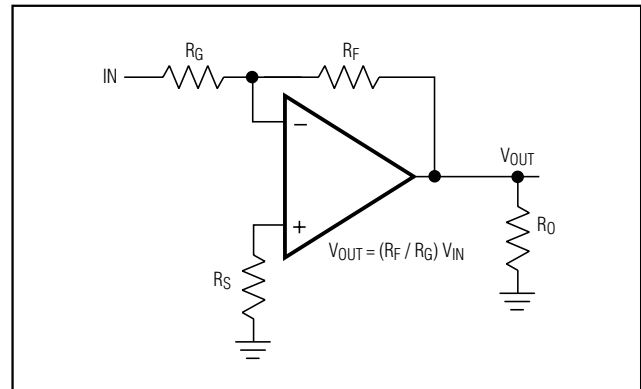 RG
RF
IN
−
VOUT
+
RO
VOUT = (RF / RG) VIN
RS